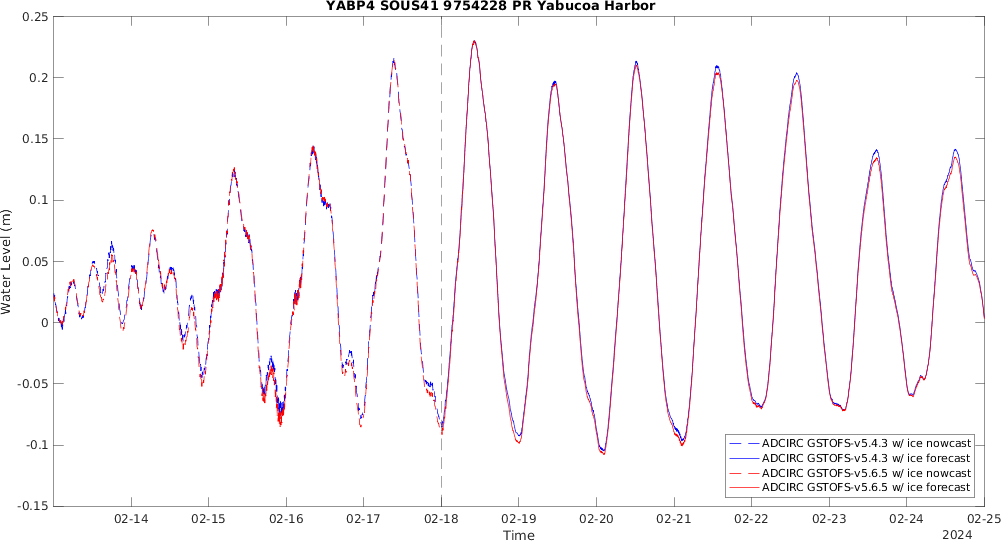 YABP4 SOUS41 9754228 PR Yabucoa Harbor
0.25
0.2
0.15
0.1
0.05
0
-0.05
-0.1
-0.15
Water Level (m)
02-14 02-15 02-16 02-17 02-18 02-19 02-20 02-21 02-22 02-23 02-24 02-25
Time
2024
ADCIRC GSTOFS-v5.4.3 w/ ice nowcast
ADCIRC GSTOFS-v5.4.3 w/ ice forecast
ADCIRC GSTOFS-v5.6.5 w/ ice nowcast
ADCIRC GSTOFS-v5.6.5 w/ ice forecast